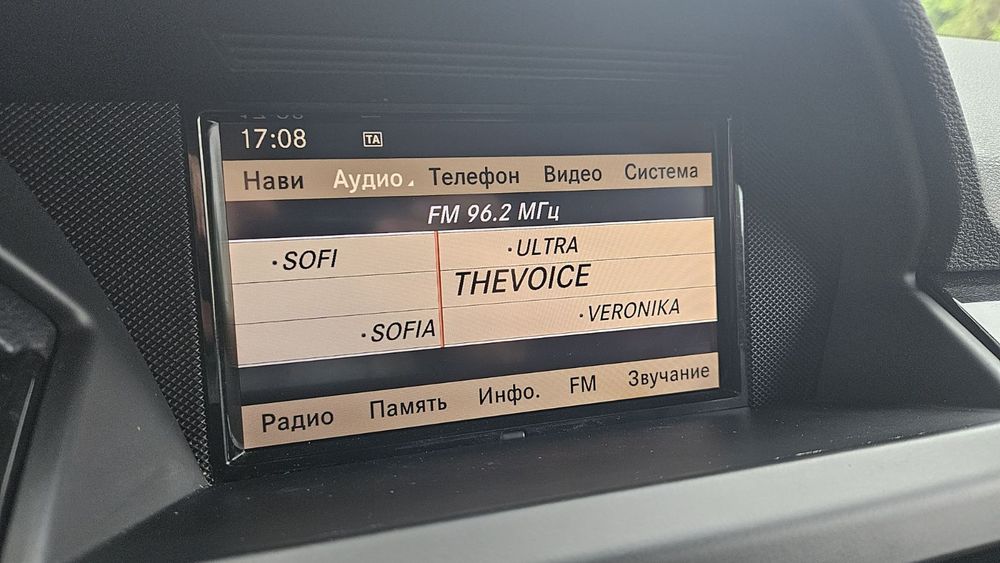 17:08 TA
Нави Аудио Телефон Видео Система
FM 96.2 МГц
·SOFI ·ULTRA
THEVOICE
·SOFIA ·VERONIKA
Радио Память Инфо. FM Звучание